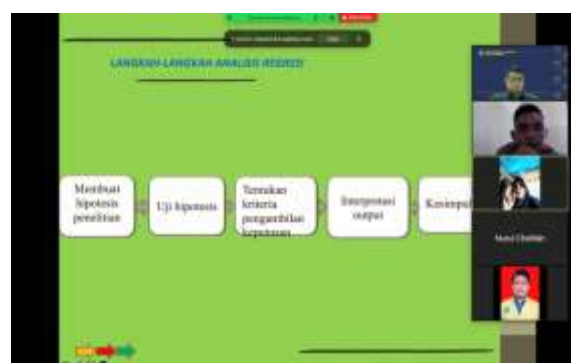 LANGKAH-LANGKAH ANALISIS REGRESI
Membuat
hipotesis
penelitian
Uji hipotesis
Tentukan
kriteria
pengambilan
keputusan
Interpretasi
output
Kesimpul